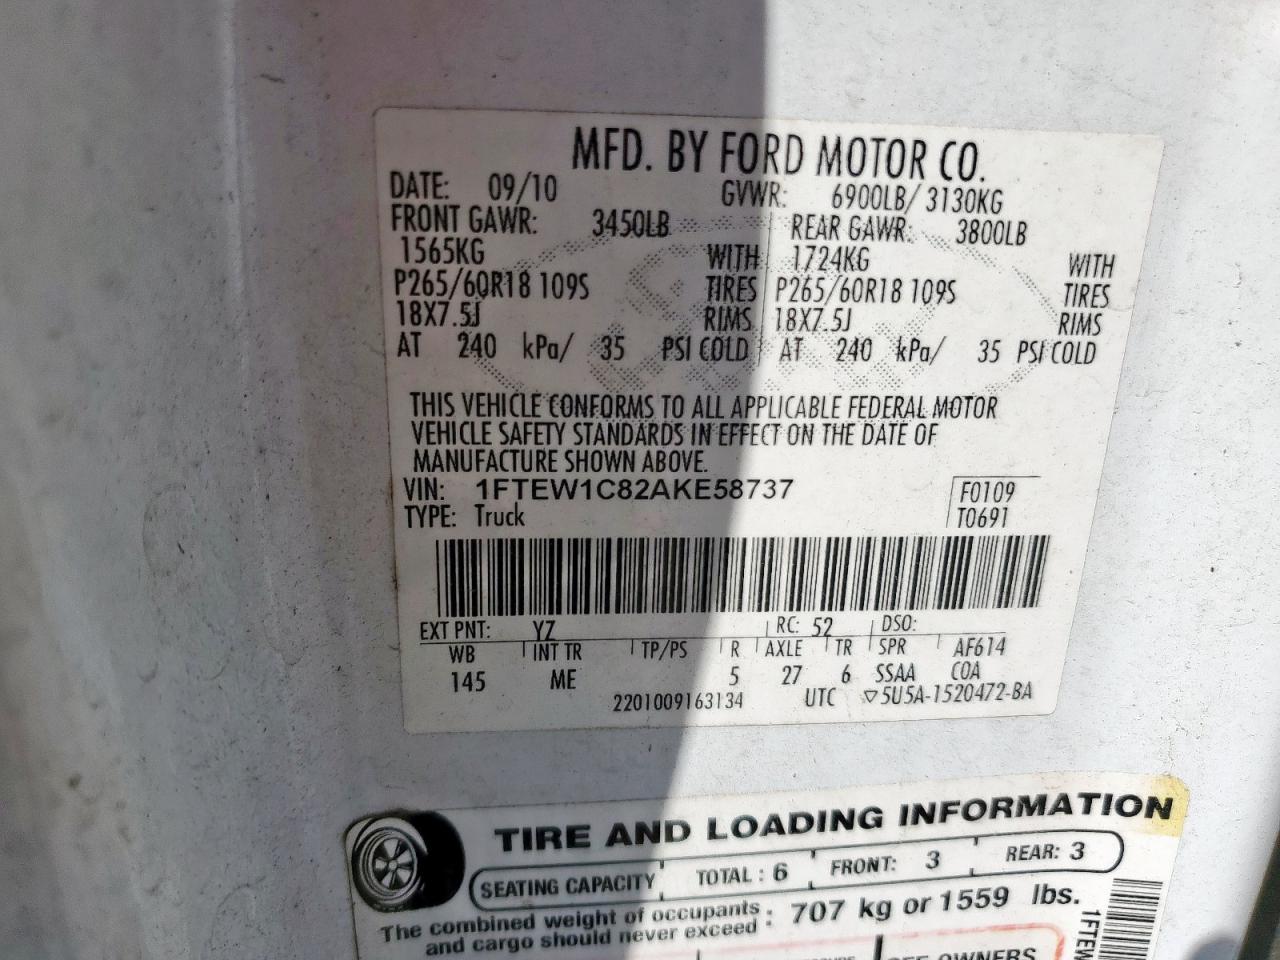 MFD. BY FORD MOTOR CO.
DATE: 09/10 GVWR: 6900LB/ 3130KG
FRONT GAWR: 3450LB REAR GAWR: 3800LB
1565KG WITH 1724KG WITH
P265/60R18 109S TIRES P265/60R18 109S TIRES
18X7.5J RIMS 18X7.5J RIMS
AT 240 kPa/ 35 PSI COLD AT 240 kPa/ 35 PSI COLD
THIS VEHICLE CONFORMS TO ALL APPLICABLE FEDERAL MOTOR
VEHICLE SAFETY STANDARDS IN EFFECT ON THE DATE OF
MANUFACTURE SHOWN ABOVE.
VIN: 1FTEW1C82AKE58737 F0109
TYPE: Truck T0691
EXT PNT: YZ RC: 52 DSO:
WB INT TR TP/PS R AXLE TR SPR AF614
145 ME 5 27 6 SSAA COA
2201009163134 UTC ▽5U5A-1520472-BA
TIRE AND LOADING INFORMATION
SEATING CAPACITY TOTAL : 6 FRONT: 3 REAR: 3
The combined weight of occupants : 707 kg or 1559 lbs.
and cargo should never exceed
1FTEW
OWNERS